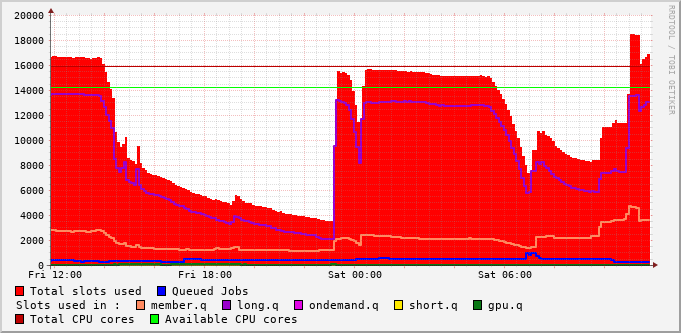 20000
18000
16000
14000
12000
10000
8000
6000
4000
2000
0
Fri 12:00 Fri 18:00 Sat 00:00 Sat 06:00
RRDTOOL / TOBI OETIKER
Total slots used Queued Jobs
Slots used in : member.q long.q ondemand.q short.q gpu.q
Total CPU cores Available CPU cores